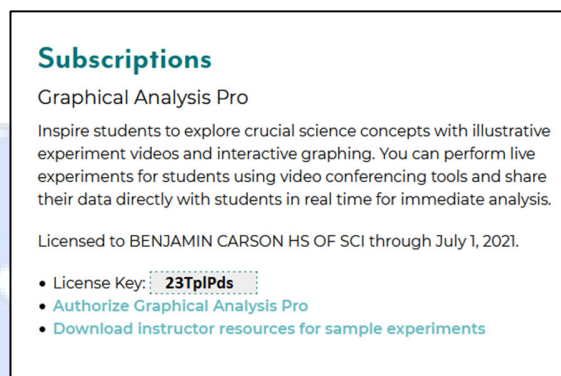 Subscriptions
Graphical Analysis Pro
Inspire students to explore crucial science concepts with illustrative
experiment videos and interactive graphing. You can perform live
experiments for students using video conferencing tools and share
their data directly with students in real time for immediate analysis.
Licensed to BENJAMIN CARSON HS OF SCI through July 1, 2021.
• License Key: 23TplPds
• Authorize Graphical Analysis Pro
• Download instructor resources for sample experiments